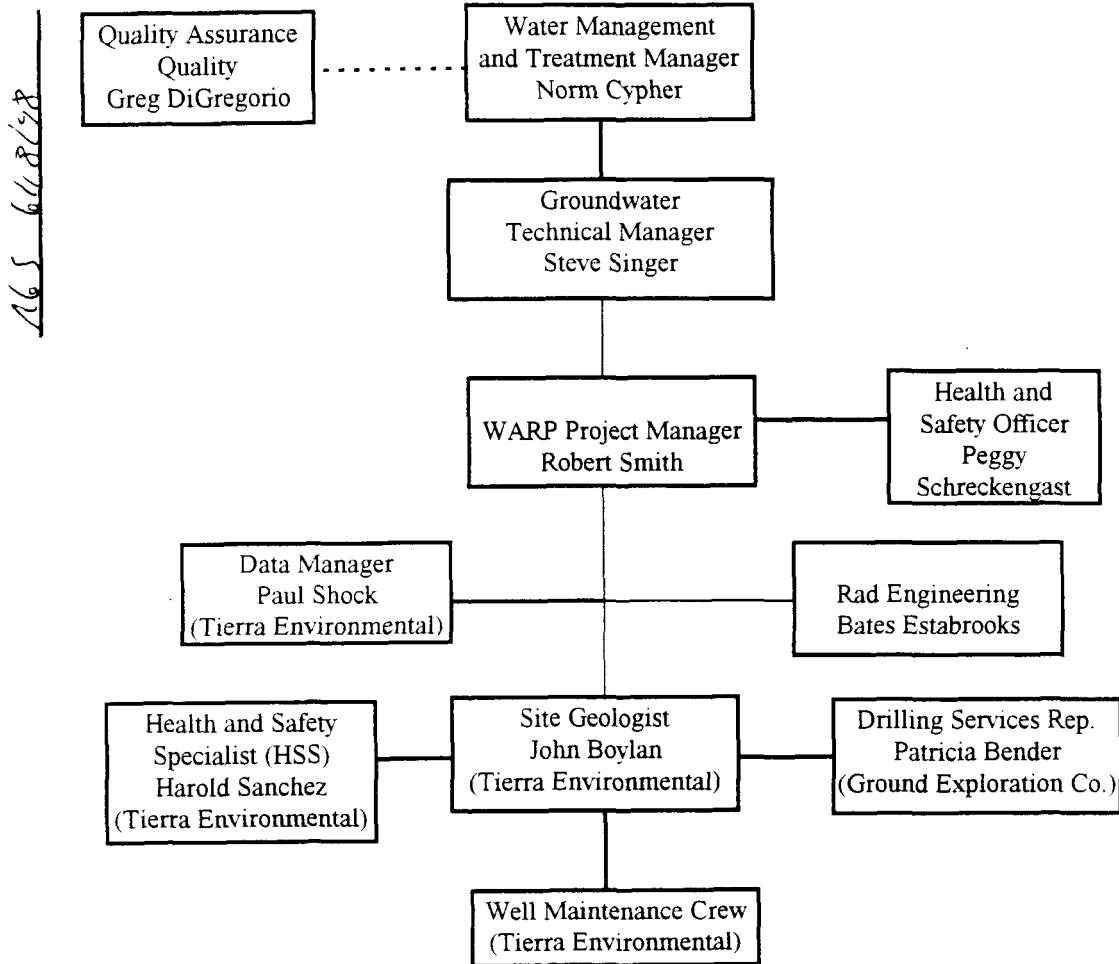 Quality Assurance
Quality
Greg DiGregorio
Water Management
and Treatment Manager
Norm Cypher
Groundwater
Technical Manager
Steve Singer
WARP Project Manager
Robert Smith
Health and
Safety Officer
Peggy
Schreckengast
Data Manager
Paul Shock
(Tierra Environmental)
Rad Engineering
Bates Estabrooks
Health and Safety
Specialist (HSS)
Harold Sanchez
(Tierra Environmental)
Site Geologist
John Boylan
(Tierra Environmental)
Drilling Services Rep.
Patricia Bender
(Ground Exploration Co.)
Well Maintenance Crew
(Tierra Environmental)